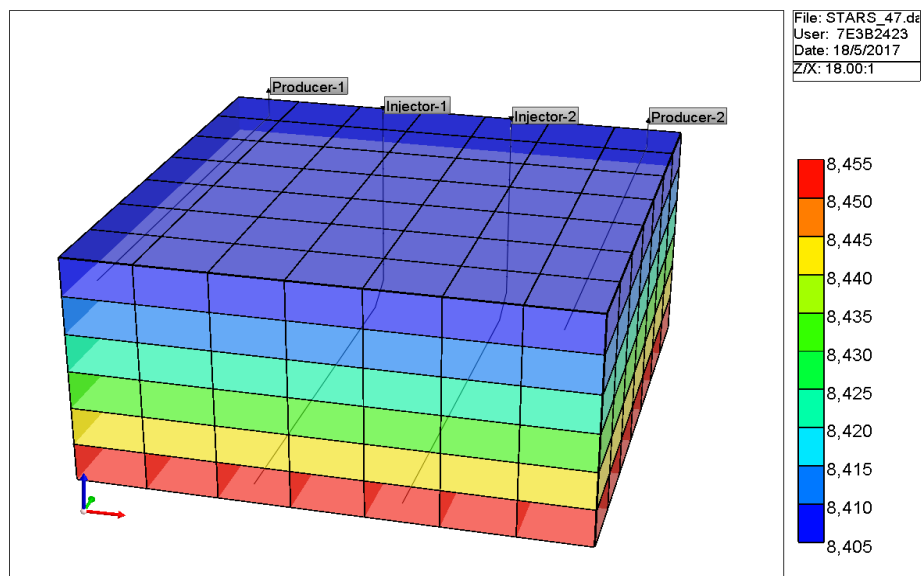 File: STARS_47.da
User: 7E3B2423
Date: 18/5/2017
Z/X: 18.00:1
Producer-1
Injector-1
Injector-2
Producer-2
8,455
8,450
8,445
8,440
8,435
8,430
8,425
8,420
8,415
8,410
8,405